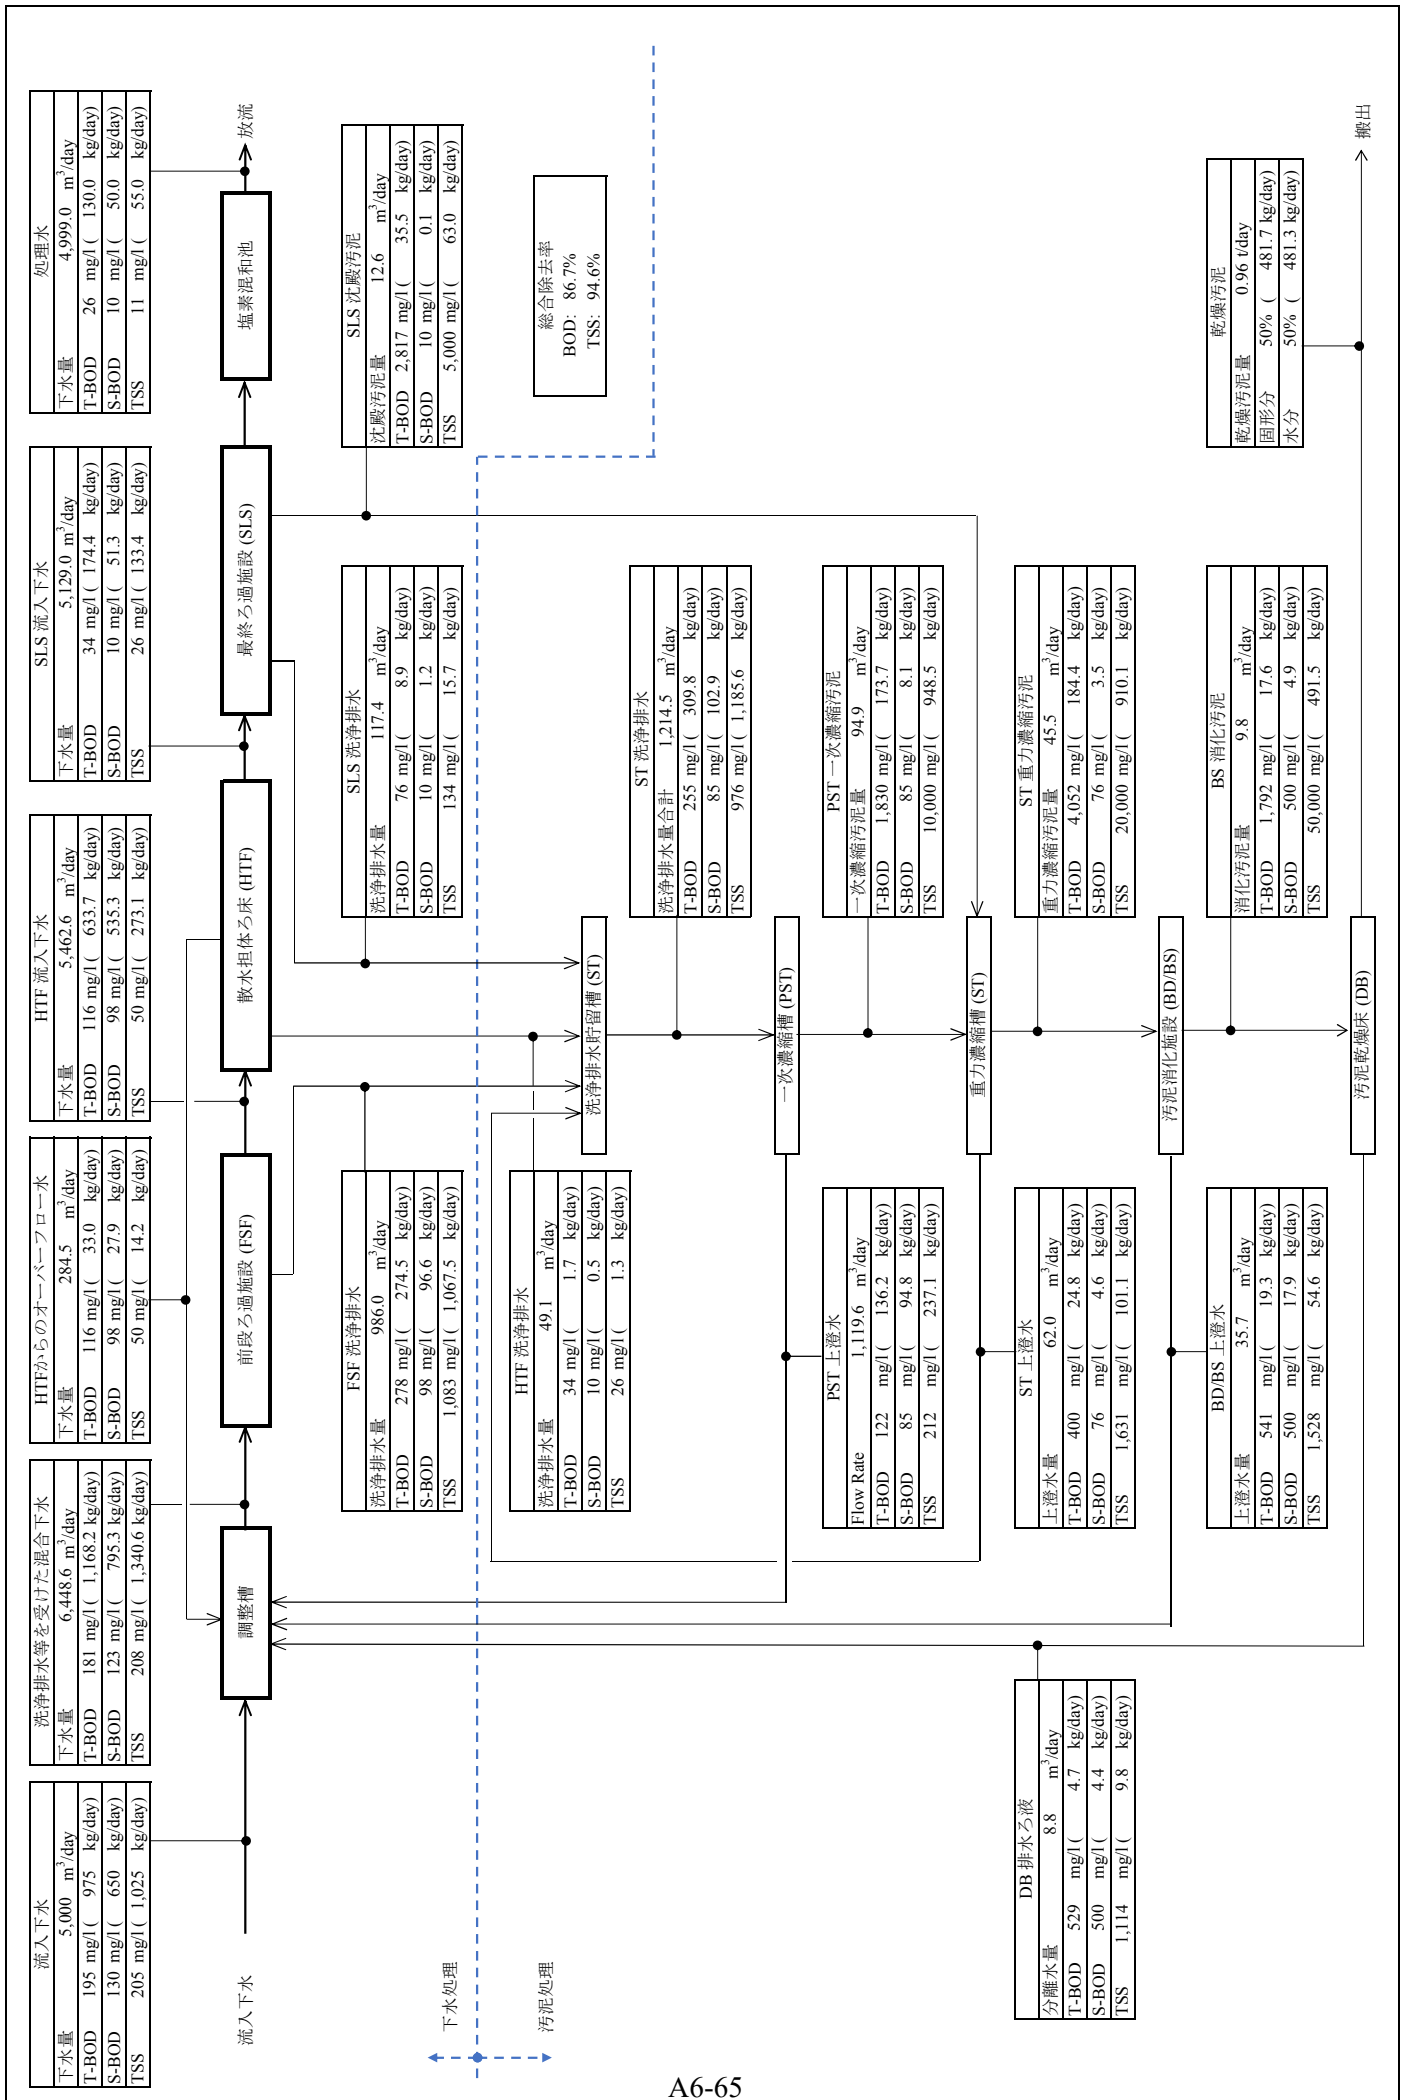 流入下水
下水量 5,000 m³/day
T-BOD 195 mg/l ( 975 kg/day)
S-BOD 130 mg/l ( 650 kg/day)
TSS 205 mg/l ( 1,025 kg/day)
洗浄排水等を受けた混合下水
下水量 6,448.6 m³/day
T-BOD 181 mg/l ( 1,168.2 kg/day)
S-BOD 123 mg/l ( 795.3 kg/day)
TSS 208 mg/l ( 1,340.6 kg/day)
HTFからのオーバーフロー水
下水量 284.5 m³/day
T-BOD 116 mg/l ( 33.0 kg/day)
S-BOD 98 mg/l ( 27.9 kg/day)
TSS 50 mg/l ( 14.2 kg/day)
HTF 流入下水
下水量 5,462.6 m³/day
T-BOD 116 mg/l ( 633.7 kg/day)
S-BOD 98 mg/l ( 535.3 kg/day)
TSS 50 mg/l ( 273.1 kg/day)
SLS 流入下水
下水量 5,129.0 m³/day
T-BOD 34 mg/l ( 174.4 kg/day)
S-BOD 10 mg/l ( 51.3 kg/day)
TSS 26 mg/l ( 133.4 kg/day)
処理水
下水量 4,999.0 m³/day
T-BOD 26 mg/l ( 130.0 kg/day)
S-BOD 10 mg/l ( 50.0 kg/day)
TSS 11 mg/l ( 55.0 kg/day)
流入下水
調整槽
前段ろ過施設 (FSF)
散水担体ろ床 (HTF)
最終ろ過施設 (SLS)
塩素混和池
放流
FSF 洗浄排水
洗浄排水量 986.0 m³/day
T-BOD 278 mg/l ( 274.5 kg/day)
S-BOD 98 mg/l ( 96.6 kg/day)
TSS 1,083 mg/l ( 1,067.5 kg/day)
SLS 洗浄排水
洗浄排水量 117.4 m³/day
T-BOD 76 mg/l ( 8.9 kg/day)
S-BOD 10 mg/l ( 1.2 kg/day)
TSS 134 mg/l ( 15.7 kg/day)
SLS 沈殿汚泥
沈殿汚泥量 12.6 m³/day
T-BOD 2,817 mg/l ( 35.5 kg/day)
S-BOD 10 mg/l ( 0.1 kg/day)
TSS 5,000 mg/l ( 63.0 kg/day)
下水処理
汚泥処理
HTF 洗浄排水
洗浄排水量 49.1 m³/day
T-BOD 34 mg/l ( 1.7 kg/day)
S-BOD 10 mg/l ( 0.5 kg/day)
TSS 26 mg/l ( 1.3 kg/day)
総合除去率
BOD: 86.7%
TSS: 94.6%
洗浄排水貯留槽 (ST)
ST 洗浄排水
洗浄排水量合計 1,214.5 m³/day
T-BOD 255 mg/l ( 309.8 kg/day)
S-BOD 85 mg/l ( 102.9 kg/day)
TSS 976 mg/l ( 1,185.6 kg/day)
一次濃縮槽 (PST)
PST 上澄水
Flow Rate 1,119.6 m³/day
T-BOD 122 mg/l ( 136.2 kg/day)
S-BOD 85 mg/l ( 94.8 kg/day)
TSS 212 mg/l ( 237.1 kg/day)
PST 一次濃縮汚泥
一次濃縮汚泥量 94.9 m³/day
T-BOD 1,830 mg/l ( 173.7 kg/day)
S-BOD 85 mg/l ( 8.1 kg/day)
TSS 10,000 mg/l ( 948.5 kg/day)
重力濃縮槽 (ST)
DB 排水ろ液
分離水量 8.8 m³/day
T-BOD 529 mg/l ( 4.7 kg/day)
S-BOD 500 mg/l ( 4.4 kg/day)
TSS 1,114 mg/l ( 9.8 kg/day)
ST 上澄水
上澄水量 62.0 m³/day
T-BOD 400 mg/l ( 24.8 kg/day)
S-BOD 76 mg/l ( 4.6 kg/day)
TSS 1,631 mg/l ( 101.1 kg/day)
ST 重力濃縮汚泥
重力濃縮汚泥量 45.5 m³/day
T-BOD 4,052 mg/l ( 184.4 kg/day)
S-BOD 76 mg/l ( 3.5 kg/day)
TSS 20,000 mg/l ( 910.1 kg/day)
汚泥消化施設 (BD/BS)
BD/BS 上澄水
上澄水量 35.7 m³/day
T-BOD 541 mg/l ( 19.3 kg/day)
S-BOD 500 mg/l ( 17.9 kg/day)
TSS 1,528 mg/l ( 54.6 kg/day)
BS 消化汚泥
消化汚泥量 9.8 m³/day
T-BOD 1,792 mg/l ( 17.6 kg/day)
S-BOD 500 mg/l ( 4.9 kg/day)
TSS 50,000 mg/l ( 491.5 kg/day)
乾燥汚泥
乾燥汚泥量 0.96 t/day
固形分 50% ( 481.7 kg/day)
水分 50% ( 481.3 kg/day)
汚泥乾燥床 (DB)
搬出
A6-65